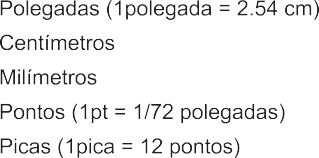 Polegadas (1polegada = 2.54 cm)
Centímetros
Milímetros
Pontos (1pt = 1/72 polegadas)
Picas (1pica = 12 pontos)